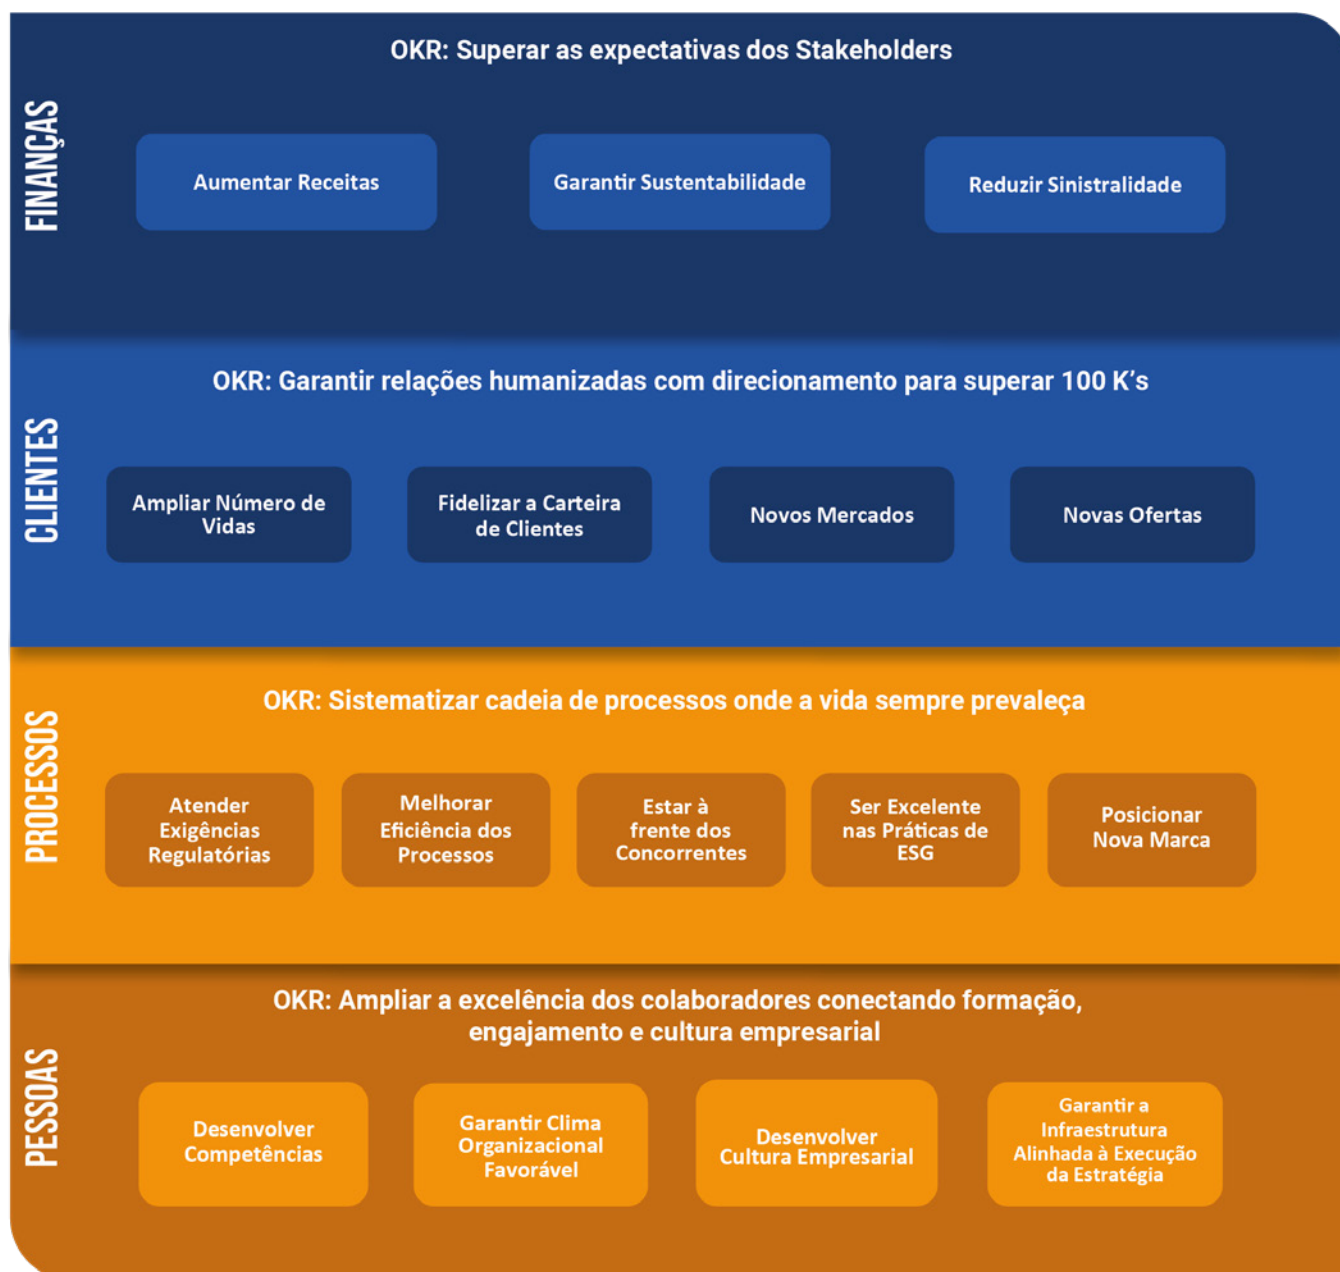 FINANÇAS
OKR: Superar as expectativas dos Stakeholders
Aumentar Receitas
Garantir Sustentabilidade
Reduzir Sinistralidade
CLIENTES
OKR: Garantir relações humanizadas com direcionamento para superar 100 K's
Ampliar Número de
Vidas
Fidelizar a Carteira
de Clientes
Novos Mercados
Novas Ofertas
PROCESSOS
OKR: Sistematizar cadeia de processos onde a vida sempre prevaleça
Atender
Exigências
Regulatórias
Melhorar
Eficiência dos
Processos
Estar à
frente dos
Concorrentes
Ser Excelente
nas Práticas de
ESG
Posicionar
Nova Marca
PESSOAS
OKR: Ampliar a excelência dos colaboradores conectando formação,
engajamento e cultura empresarial
Desenvolver
Competências
Garantir Clima
Organizacional
Favorável
Desenvolver
Cultura Empresarial
Garantir a
Infraestrutura
Alinhada à Execução
da Estratégia